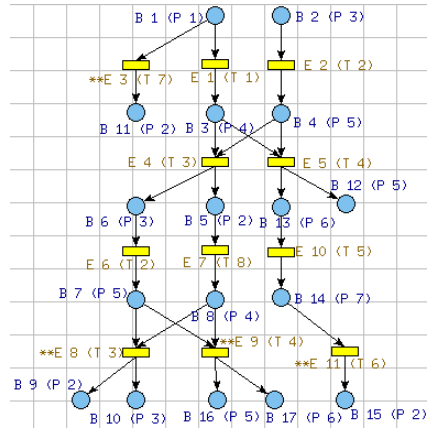 B 1 (P 1)
B 2 (P 3)
**E 3 (T 7)
E 1 (T 1)
E 2 (T 2)
B 11 (P 2)
B 3 (P 4)
B 4 (P 5)
E 4 (T 3)
E 5 (T 4)
B 12 (P 5)
B 6 (P 3)
B 5 (P 2)
B 13 (P 6)
E 6 (T 2)
E 7 (T 8)
E 10 (T 5)
B 7 (P 5)
B 8 (P 4)
B 14 (P 7)
**E 8 (T 3)
**E 9 (T 4)
**E 11 (T 6)
B 9 (P 2)
B 10 (P 3)
B 16 (P 5)
B 17 (P 6)
B 15 (P 2)